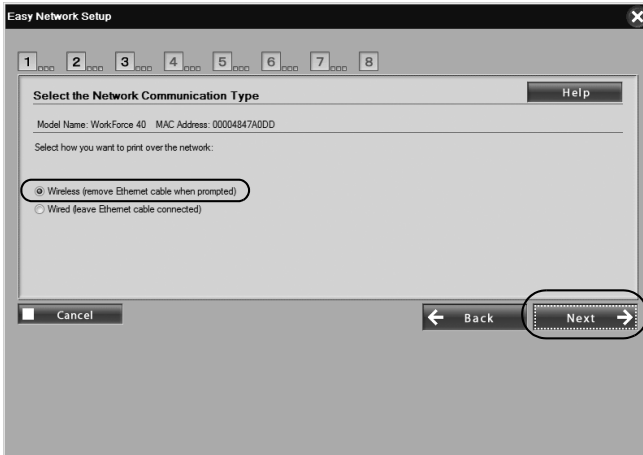 Easy Network Setup
1 2 3 4 5 6 7 8
Select the Network Communication Type
Help
Model Name: WorkForce 40 MAC Address: 00004847A0DD
Select how you want to print over the network:
Wireless (remove Ethernet cable when prompted)
Wired (leave Ethernet cable connected)
Cancel
Back
Next